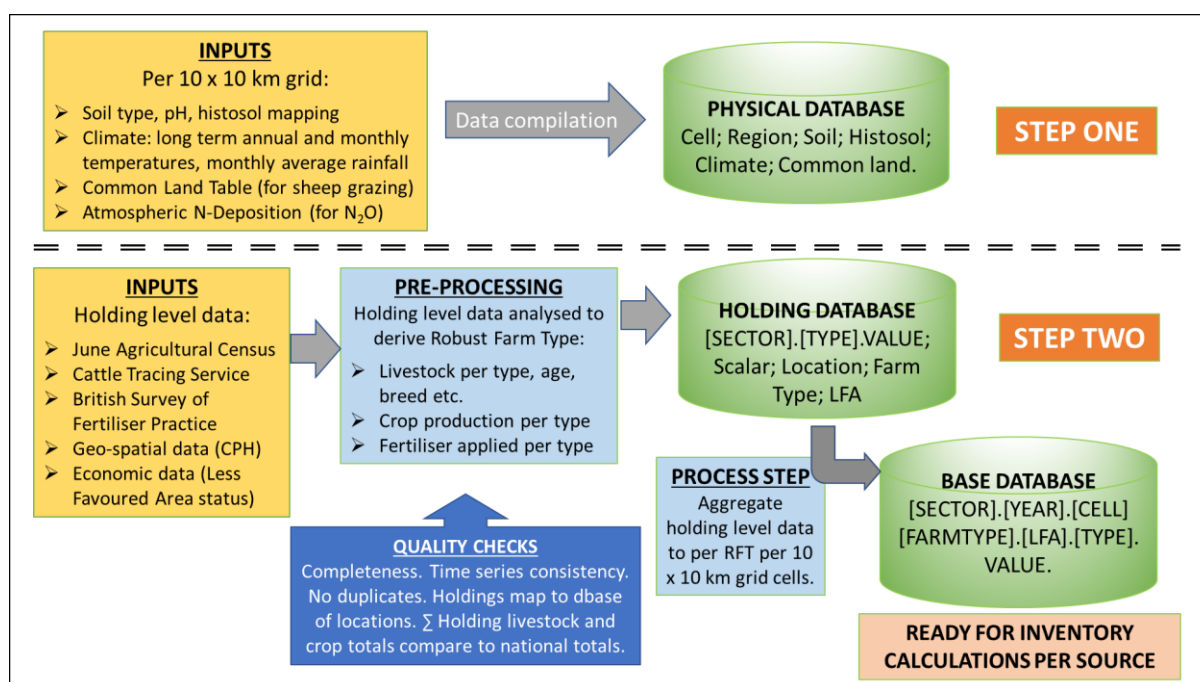 INPUTS
Per 10 x 10 km grid:
➢ Soil type, pH, histosol mapping
➢ Climate: long term annual and monthly
temperatures, monthly average rainfall
➢ Common Land Table (for sheep grazing)
➢ Atmospheric N-Deposition (for N₂O)
Data compilation
PHYSICAL DATABASE
Cell; Region; Soil; Histosol;
Climate; Common land.
STEP ONE
INPUTS
Holding level data:
➢ June Agricultural Census
➢ Cattle Tracing Service
➢ British Survey of
Fertiliser Practice
➢ Geo-spatial data (CPH)
➢ Economic data (Less
Favoured Area status)
PRE-PROCESSING
Holding level data analysed to
derive Robust Farm Type:
➢ Livestock per type, age,
breed etc.
➢ Crop production per type
➢ Fertiliser applied per type
HOLDING DATABASE
[SECTOR].[TYPE].VALUE;
Scalar; Location; Farm
Type; LFA
STEP TWO
QUALITY CHECKS
Completeness. Time series consistency.
No duplicates. Holdings map to dbase
of locations. ∑ Holding livestock and
crop totals compare to national totals.
PROCESS STEP
Aggregate
holding level data
to per RFT per 10
x 10 km grid cells.
BASE DATABASE
[SECTOR].[YEAR].[CELL]
[FARMTYPE].[LFA].[TYPE].
VALUE.
READY FOR INVENTORY
CALCULATIONS PER SOURCE